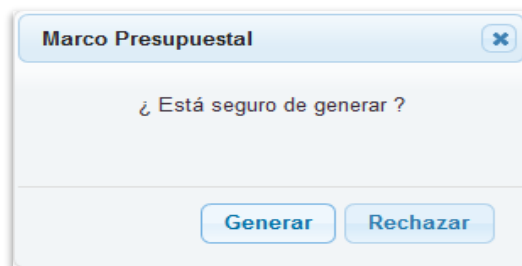 Marco Presupuestal
¿ Está seguro de generar ?
Generar Rechazar